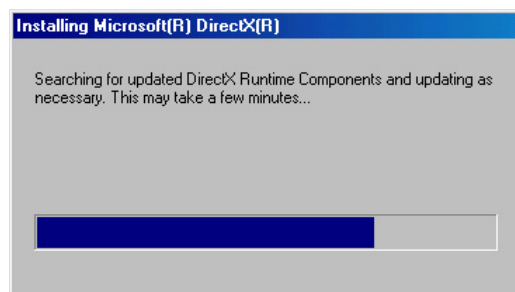 Installing Microsoft(R) DirectX(R)
Searching for updated DirectX Runtime Components and updating as
necessary. This may take a few minutes...